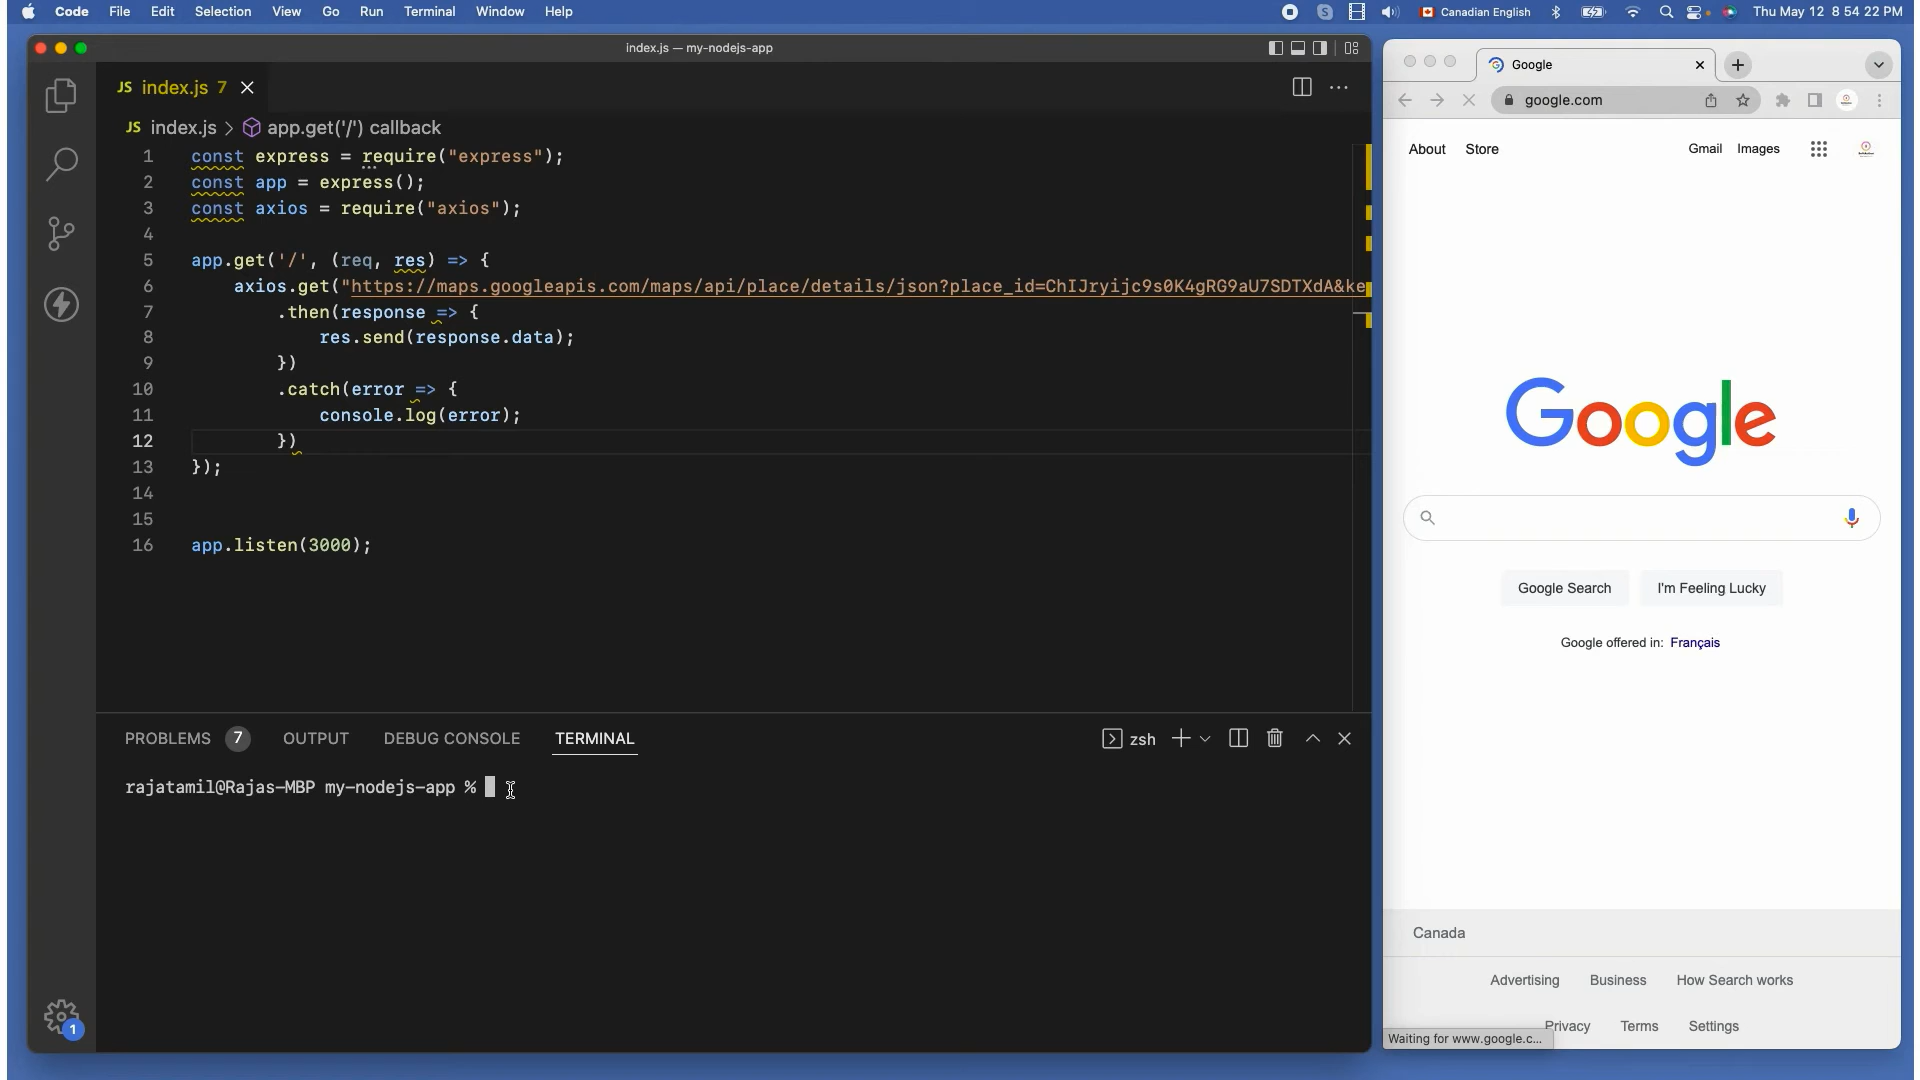 Code File Edit Selection View Go Run Terminal Window Help
Canadian English Thu May 12 8 54 22 PM
index.js — my-nodejs-app
JS index.js 7
JS index.js > app.get('/') callback
1 const express = require("express");
2 const app = express();
3 const axios = require("axios");
4
5 app.get('/', (req, res) => {
6 axios.get("https://maps.googleapis.com/maps/api/place/details/json?place_id=ChIJryijc9s0K4gRG9aU7SDTXdA&ke
7 .then(response => {
8 res.send(response.data);
9 })
10 .catch(error => {
11 console.log(error);
12 })
13 });
14
15
16 app.listen(3000);
PROBLEMS 7 OUTPUT DEBUG CONSOLE TERMINAL
zsh
rajatamil@Rajas-MBP my-nodejs-app %
1
Google
google.com
About Store Gmail Images
Google
Google Search I'm Feeling Lucky
Google offered in: Français
Canada
Advertising Business How Search works
Privacy Terms Settings
Waiting for www.google.c...